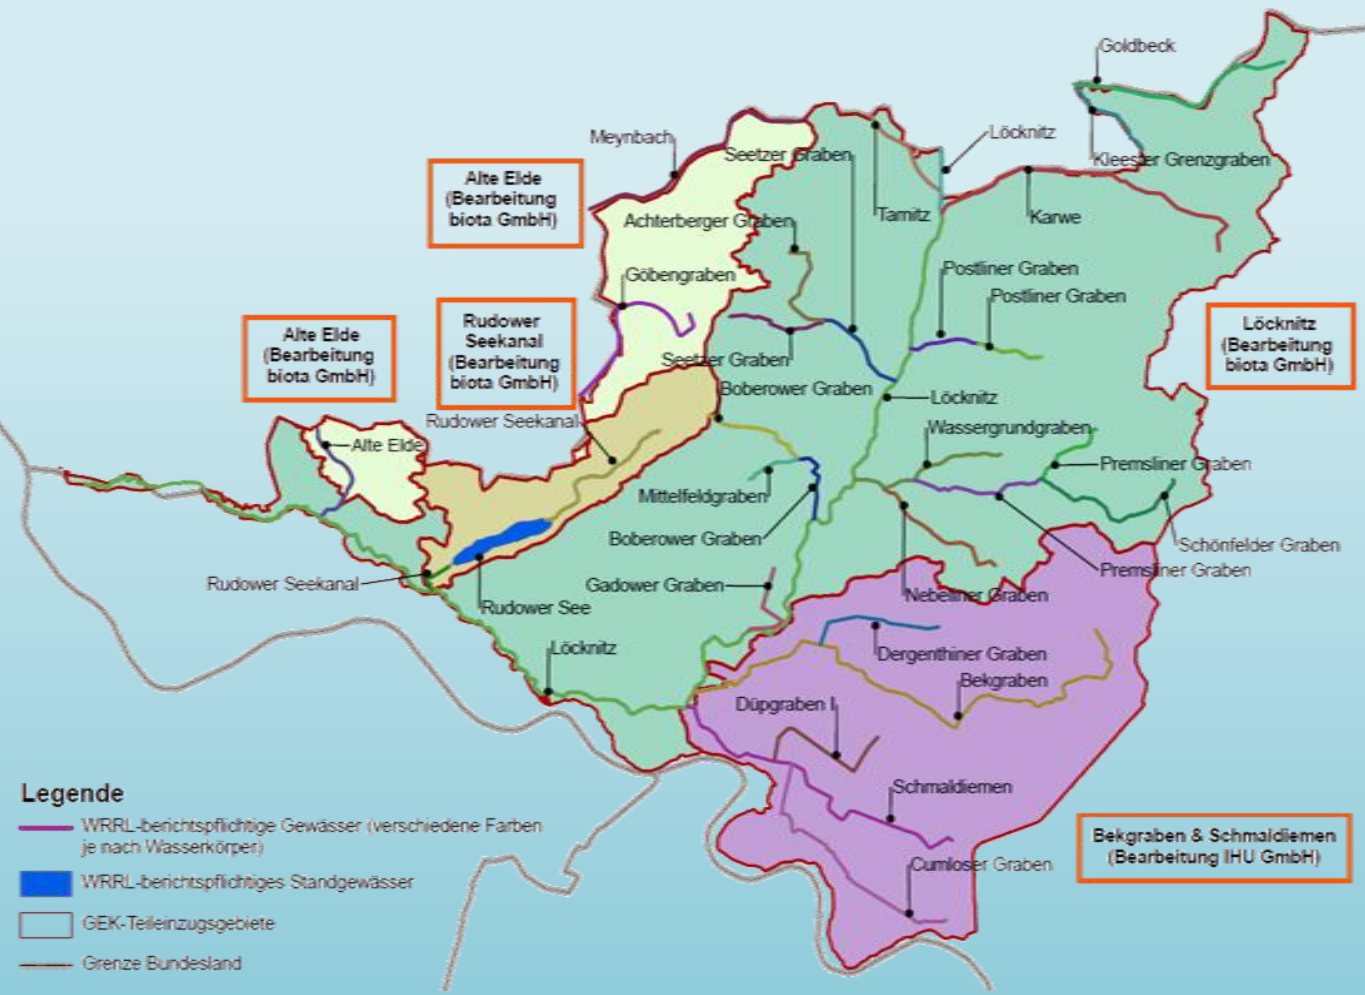 Goldbeck
Löcknitz
Meynbach
Seetzer Graben
Kleester Grenzgraben
Alte Elde
(Bearbeitung
biota GmbH)
Achterberger Graben
Tarnitz
Karwe
Göbengraben
Postliner Graben
Postliner Graben
Rudower
Seekanal
(Bearbeitung
biota GmbH)
Alte Elde
(Bearbeitung
biota GmbH)
Löcknitz
(Bearbeitung
biota GmbH)
Seetzer Graben
Boberower Graben
Löcknitz
Rudower Seekanal
Wassergrundgraben
Alte Elde
Premsliner Graben
Mittelfeldgraben
Boberower Graben
Schönfelder Graben
Premsliner Graben
Rudower Seekanal
Gadower Graben
Nebeliner Graben
Rudower See
Löcknitz
Dergenthiner Graben
Bekgraben
Düpgraben I
Schmaldiemen
Cumloser Graben
Bekgraben & Schmaldiemen
(Bearbeitung IHU GmbH)
Legende
WRRL-berichtspflichtige Gewässer (verschiedene Farben
je nach Wasserkörper)
WRRL-berichtspflichtiges Standgewässer
GEK-Teileinzugsgebiete
Grenze Bundesland